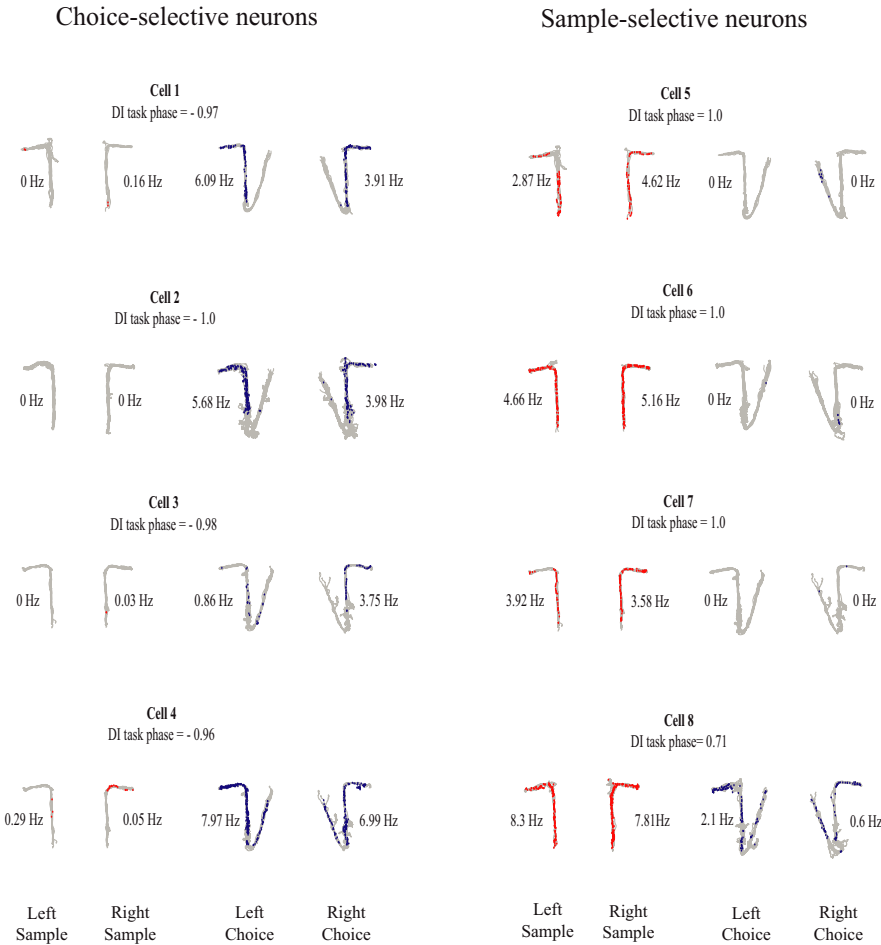 Choice-selective neurons
Sample-selective neurons
Cell 1
DI task phase = - 0.97
0 Hz
0.16 Hz
6.09 Hz
3.91 Hz
Cell 5
DI task phase = 1.0
2.87 Hz
4.62 Hz
0 Hz
0 Hz
Cell 2
DI task phase = - 1.0
0 Hz
0 Hz
5.68 Hz
3.98 Hz
Cell 6
DI task phase = 1.0
4.66 Hz
5.16 Hz
0 Hz
0 Hz
Cell 3
DI task phase = - 0.98
0 Hz
0.03 Hz
0.86 Hz
3.75 Hz
Cell 7
DI task phase = 1.0
3.92 Hz
3.58 Hz
0 Hz
0 Hz
Cell 4
DI task phase = - 0.96
0.29 Hz
0.05 Hz
7.97 Hz
6.99 Hz
Cell 8
DI task phase= 0.71
8.3 Hz
7.81Hz
2.1 Hz
0.6 Hz
Left
Sample
Right
Sample
Left
Choice
Right
Choice
Left
Sample
Right
Sample
Left
Choice
Right
Choice